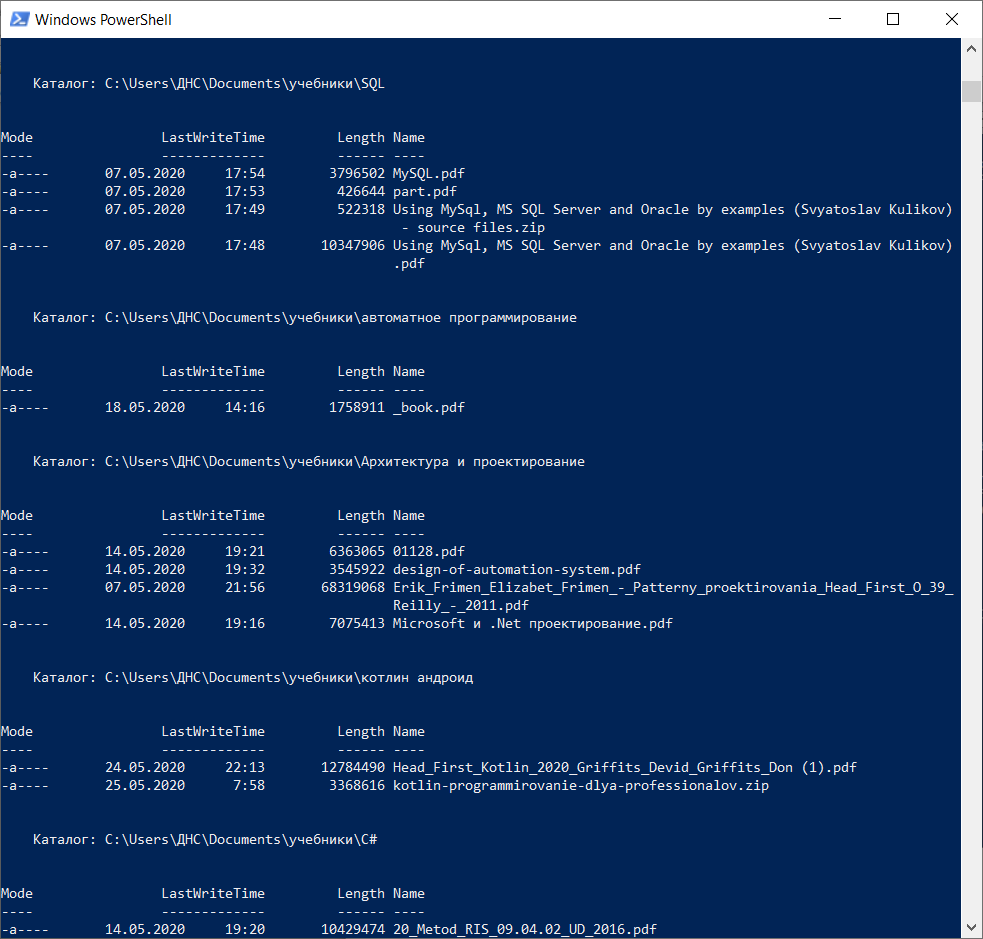 Windows PowerShell
Каталог: C:\Users\ДНС\Documents\учебники\SQL
Mode LastWriteTime Length Name
---- ------------- ------ ----
-a---- 07.05.2020 17:54 3796502 MySQL.pdf
-a---- 07.05.2020 17:53 426644 part.pdf
-a---- 07.05.2020 17:49 522318 Using MySql, MS SQL Server and Oracle by examples (Svyatoslav Kulikov)
- source files.zip
-a---- 07.05.2020 17:48 10347906 Using MySql, MS SQL Server and Oracle by examples (Svyatoslav Kulikov)
.pdf
Каталог: C:\Users\ДНС\Documents\учебники\автоматное программирование
Mode LastWriteTime Length Name
---- ------------- ------ ----
-a---- 18.05.2020 14:16 1758911 _book.pdf
Каталог: C:\Users\ДНС\Documents\учебники\Архитектура и проектирование
Mode LastWriteTime Length Name
---- ------------- ------ ----
-a---- 14.05.2020 19:21 6363065 01128.pdf
-a---- 14.05.2020 19:32 3545922 design-of-automation-system.pdf
-a---- 07.05.2020 21:56 68319068 Erik_Frimen_Elizabet_Frimen_-_Patterny_proektirovania_Head_First_O_39_
Reilly_-_2011.pdf
-a---- 14.05.2020 19:16 7075413 Microsoft и .Net проектирование.pdf
Каталог: C:\Users\ДНС\Documents\учебники\котлин андроид
Mode LastWriteTime Length Name
---- ------------- ------ ----
-a---- 24.05.2020 22:13 12784490 Head_First_Kotlin_2020_Griffits_Devid_Griffits_Don (1).pdf
-a---- 25.05.2020 7:58 3368616 kotlin-programmirovanie-dlya-professionalov.zip
Каталог: C:\Users\ДНС\Documents\учебники\C#
Mode LastWriteTime Length Name
---- ------------- ------ ----
-a---- 14.05.2020 19:20 10429474 20_Metod_RIS_09.04.02_UD_2016.pdf